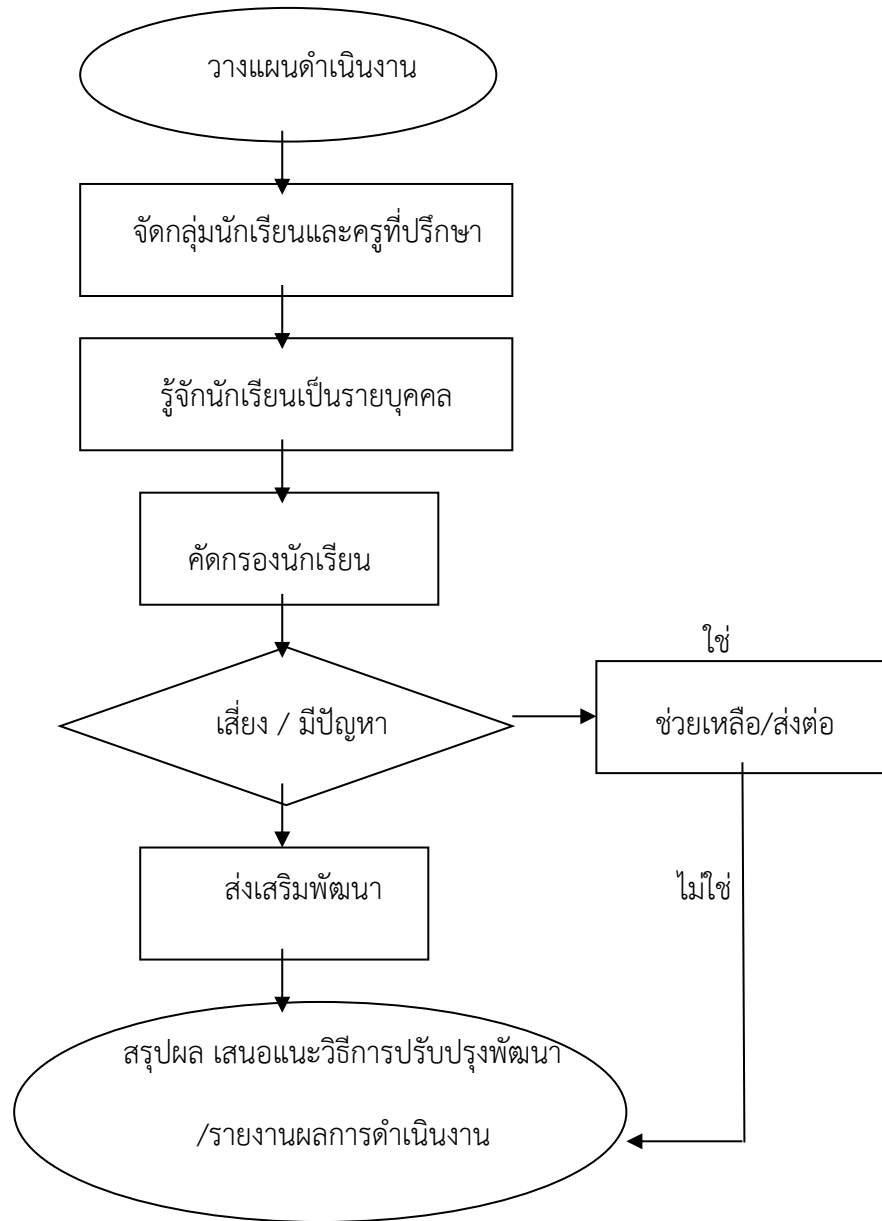 วางแผนดำเนินงาน
จัดกลุ่มนักเรียนและครูที่ปรึกษา
รู้จักนักเรียนเป็นรายบุคคล
คัดกรองนักเรียน
ใช่
เสี่ยง / มีปัญหา
ช่วยเหลือ/ส่งต่อ
ส่งเสริมพัฒนา
ไม่ใช่
สรุปผล เสนอแนะวิธีการปรับปรุงพัฒนา
/รายงานผลการดำเนินงาน